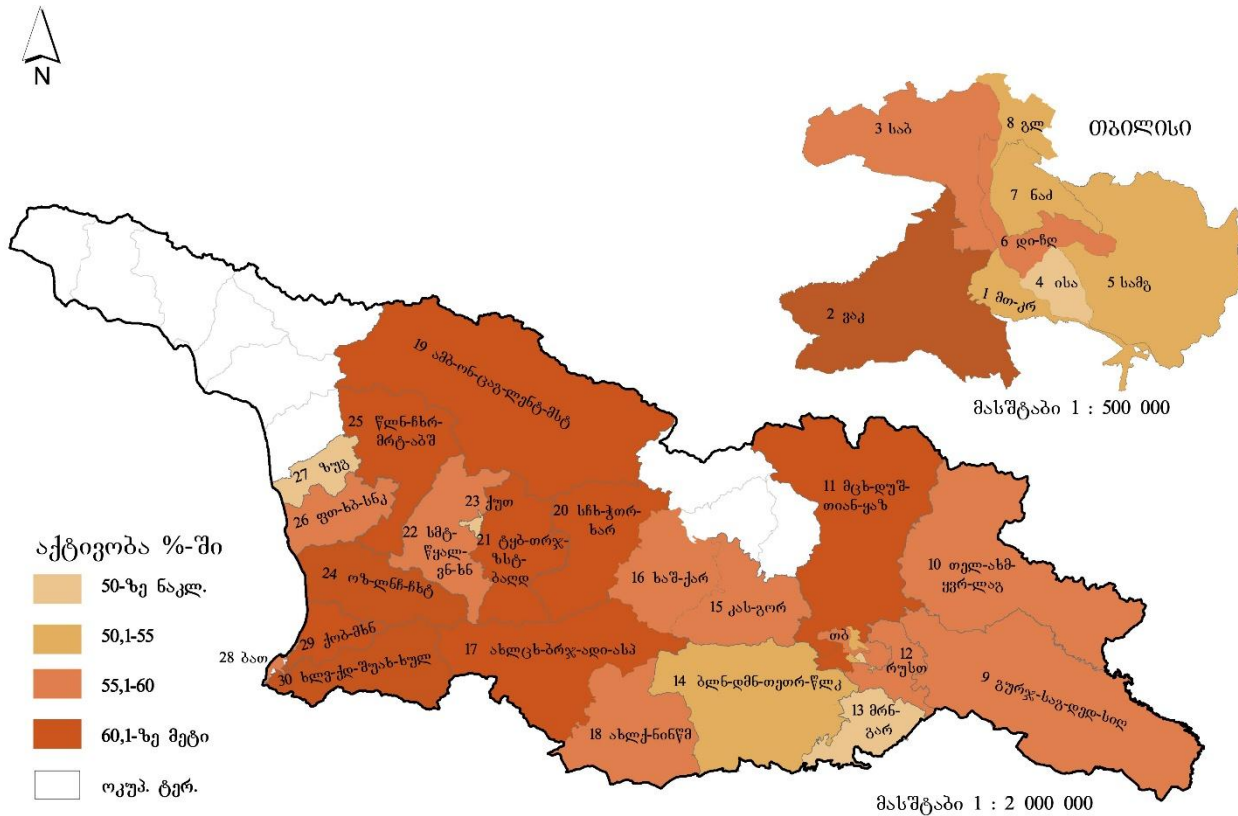 N
თბილისი
3 საბ
8 გლ
7 ნაძ
6 დი-ჩღ
4 ისა
5 სამგ
1 მთ-კრ
2 ვაკ
მასშტაბი 1 : 500 000
19 ამბ-ონ-ცაგ-ლენტ-მსტ
25 წლნ-ჩხრ-
მრტ-აბშ
27 ზუგ
26 ფთ-ხბ-სნკ
23 ქუთ
22 სმტ-
წყალ-
ვნ-ხნ
21 ტყბ-თრჯ-
ზსტ-
ბაღდ
20 სჩხ-ჭთრ-
ხარ
11 მცხ-დუშ-
თიან-ყაზ
10 თელ-ახმ-
ყვრ-ლაგ
16 ხაშ-ქარ
15 კას-გორ
24 ოზ-ლნჩ-ჩხტ
29 ქობ-მხნ
28 ბათ
30 ხლვ-ქდ-შუახ-ხულ
17 ახლცხ-ბრჯ-ადი-ასპ
თბ
12
რუსთ
14 ბლნ-დმნ-თეთრ-წლკ
13 მრნ-
გარ
9 გურჯ-საგ-დედ-სიღ
18 ახლქ-ნინწმ
აქტივობა %-ში
50-ზე ნაკლ.
50,1-55
55,1-60
60,1-ზე მეტი
ოკუპ. ტერ.
მასშტაბი 1 : 2 000 000